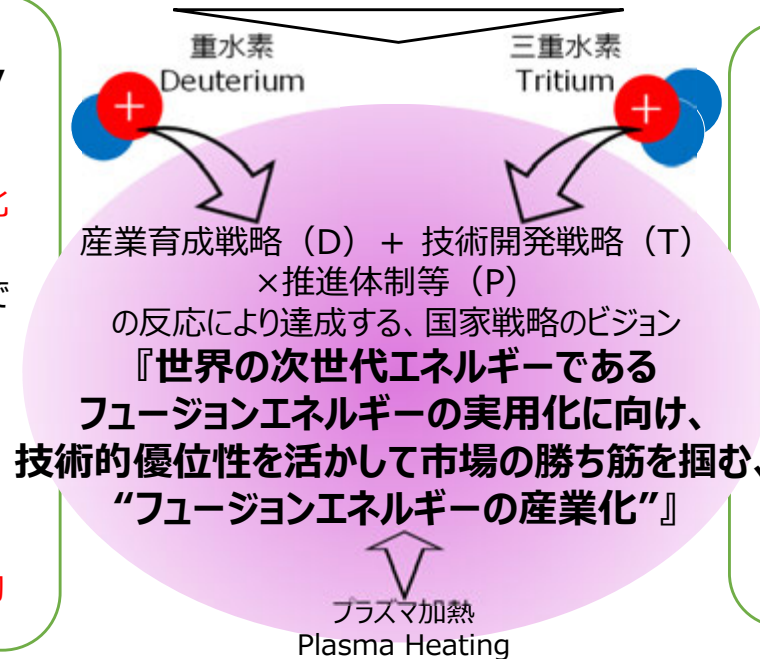 重水素
Deuterium
三重水素
Tritium
+
+
産業育成戦略（D）+ 技術開発戦略（T）
×推進体制等（P）
の反応により達成する、国家戦略のビジョン
『世界の次世代エネルギーである
フュージョンエネルギーの実用化に向け、
技術的優位性を活かして市場の勝ち筋を掴む、
“フュージョンエネルギーの産業化”』
プラズマ加熱
Plasma Heating